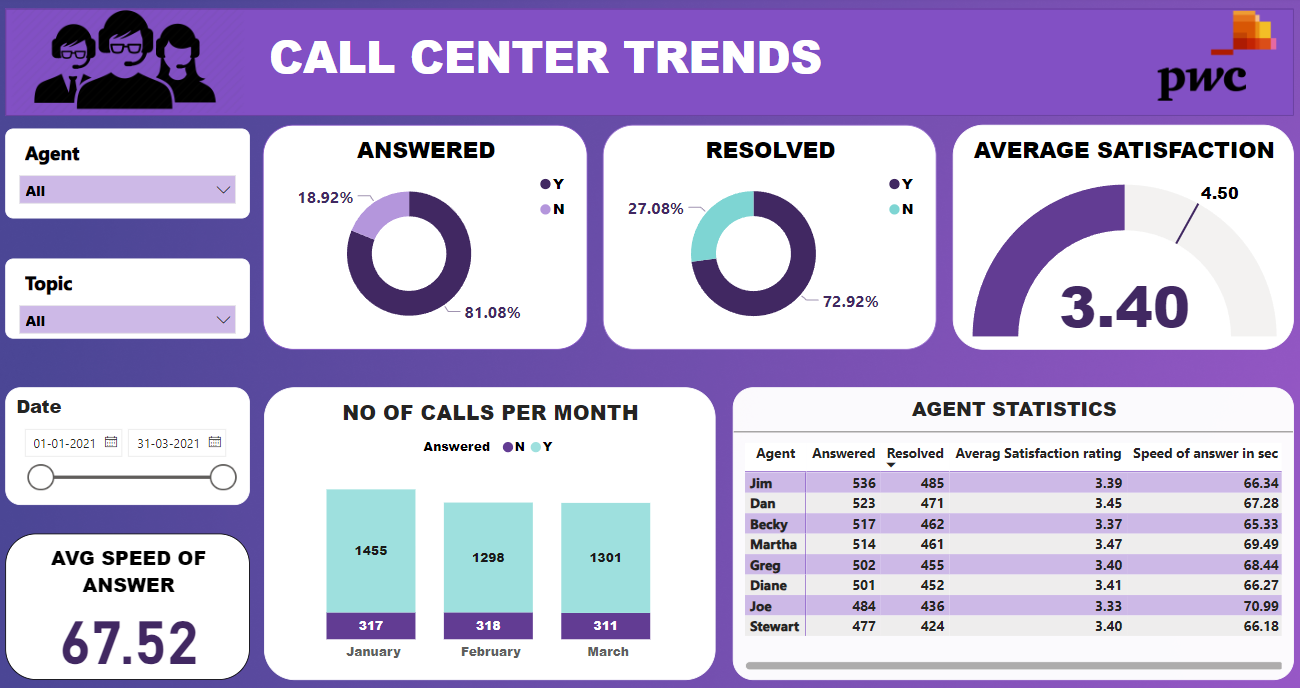 CALL CENTER TRENDS
pwc
Agent
All
Topic
All
Date
01-01-2021 31-03-2021
AVG SPEED OF
ANSWER
67.52
ANSWERED
Y
N
18.92%
81.08%
RESOLVED
Y
N
27.08%
72.92%
AVERAGE SATISFACTION
4.50
3.40
NO OF CALLS PER MONTH
Answered N Y
1455 1298 1301
317 318 311
January February March
AGENT STATISTICS
Agent Answered Resolved Averag Satisfaction rating Speed of answer in sec
Jim 536 485 3.39 66.34
Dan 523 471 3.45 67.28
Becky 517 462 3.37 65.33
Martha 514 461 3.47 69.49
Greg 502 455 3.40 68.44
Diane 501 452 3.41 66.27
Joe 484 436 3.33 70.99
Stewart 477 424 3.40 66.18